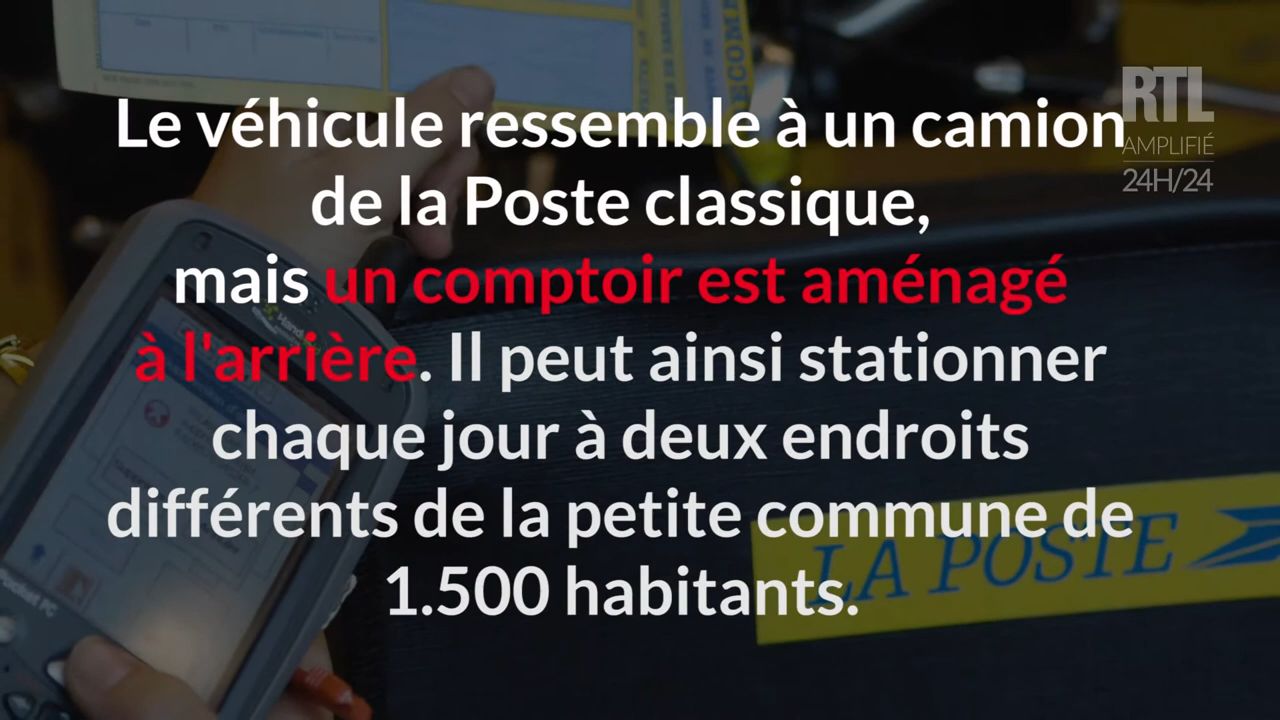 Le véhicule ressemble à un camion
de la Poste classique,
mais un comptoir est aménagé
à l'arrière. Il peut ainsi stationner
chaque jour à deux endroits
différents de la petite commune de
1.500 habitants.
RTL
AMPLIFIÉ
24H/24
LA POSTE